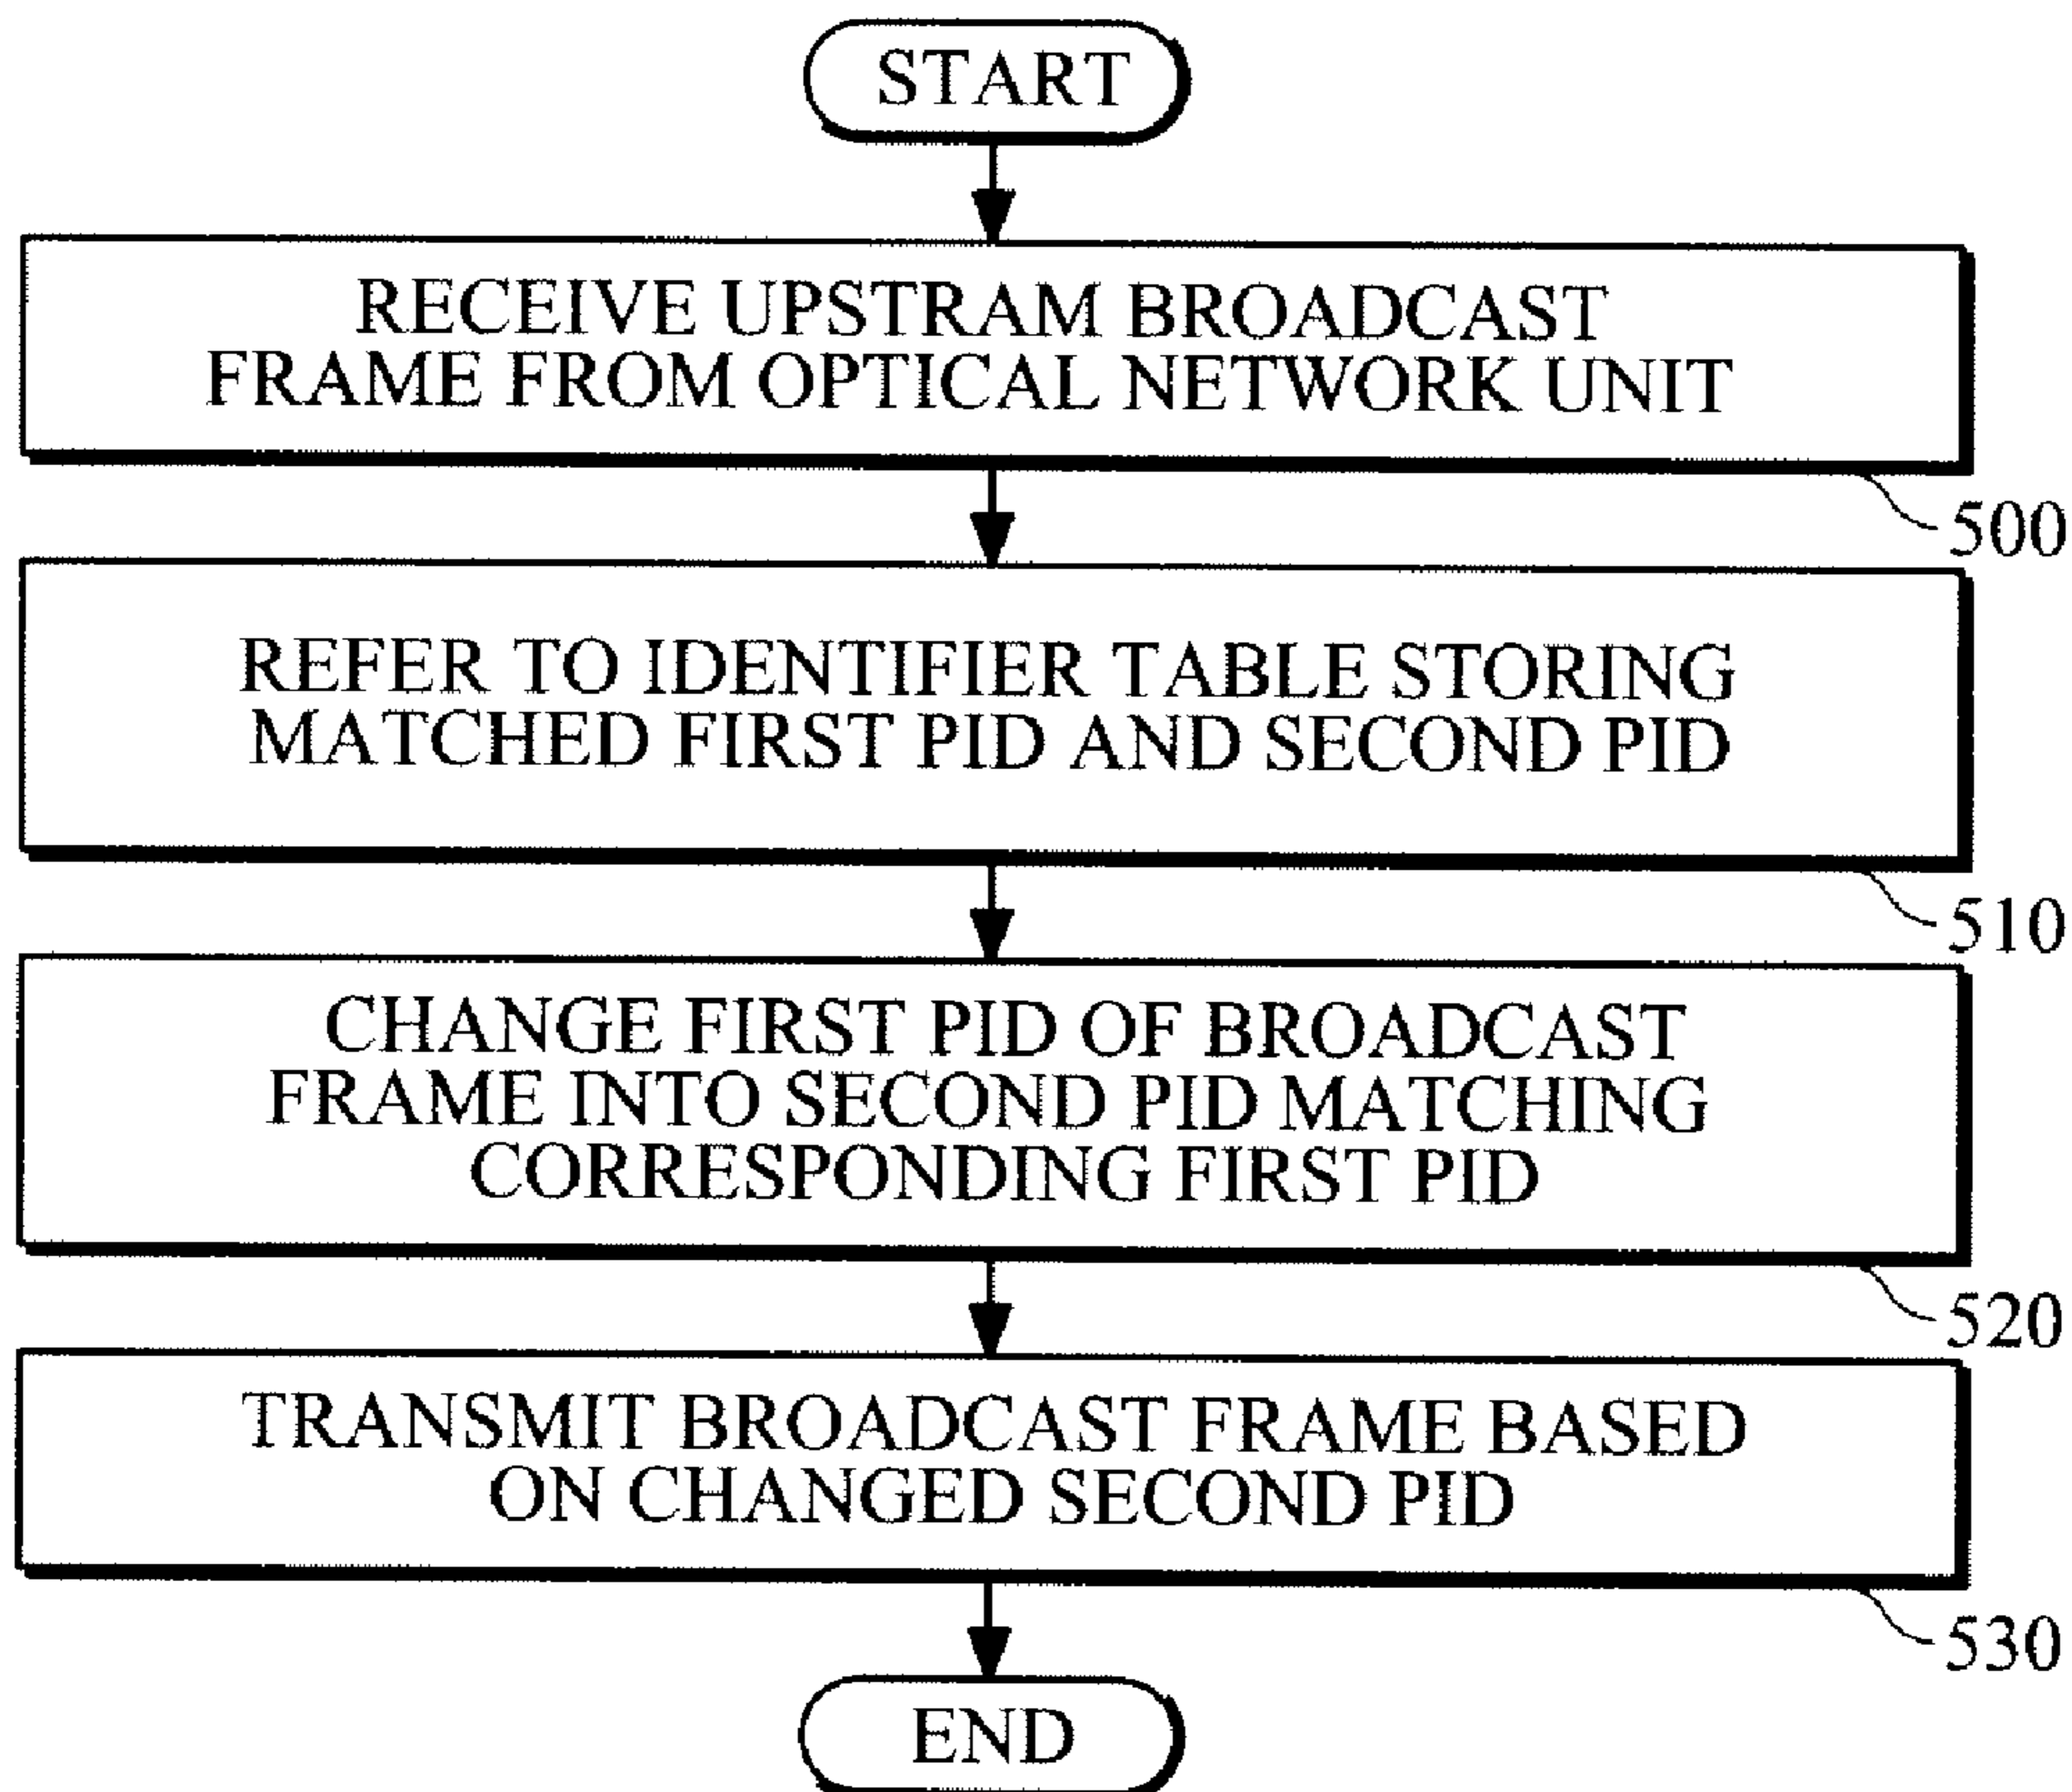 START
RECEIVE UPSTRAM BROADCAST
FRAME FROM OPTICAL NETWORK UNIT
500
REFER TO IDENTIFIER TABLE STORING
MATCHED FIRST PID AND SECOND PID
510
CHANGE FIRST PID OF BROADCAST
FRAME INTO SECOND PID MATCHING
CORRESPONDING FIRST PID
520
TRANSMIT BROADCAST FRAME BASED
ON CHANGED SECOND PID
530
END